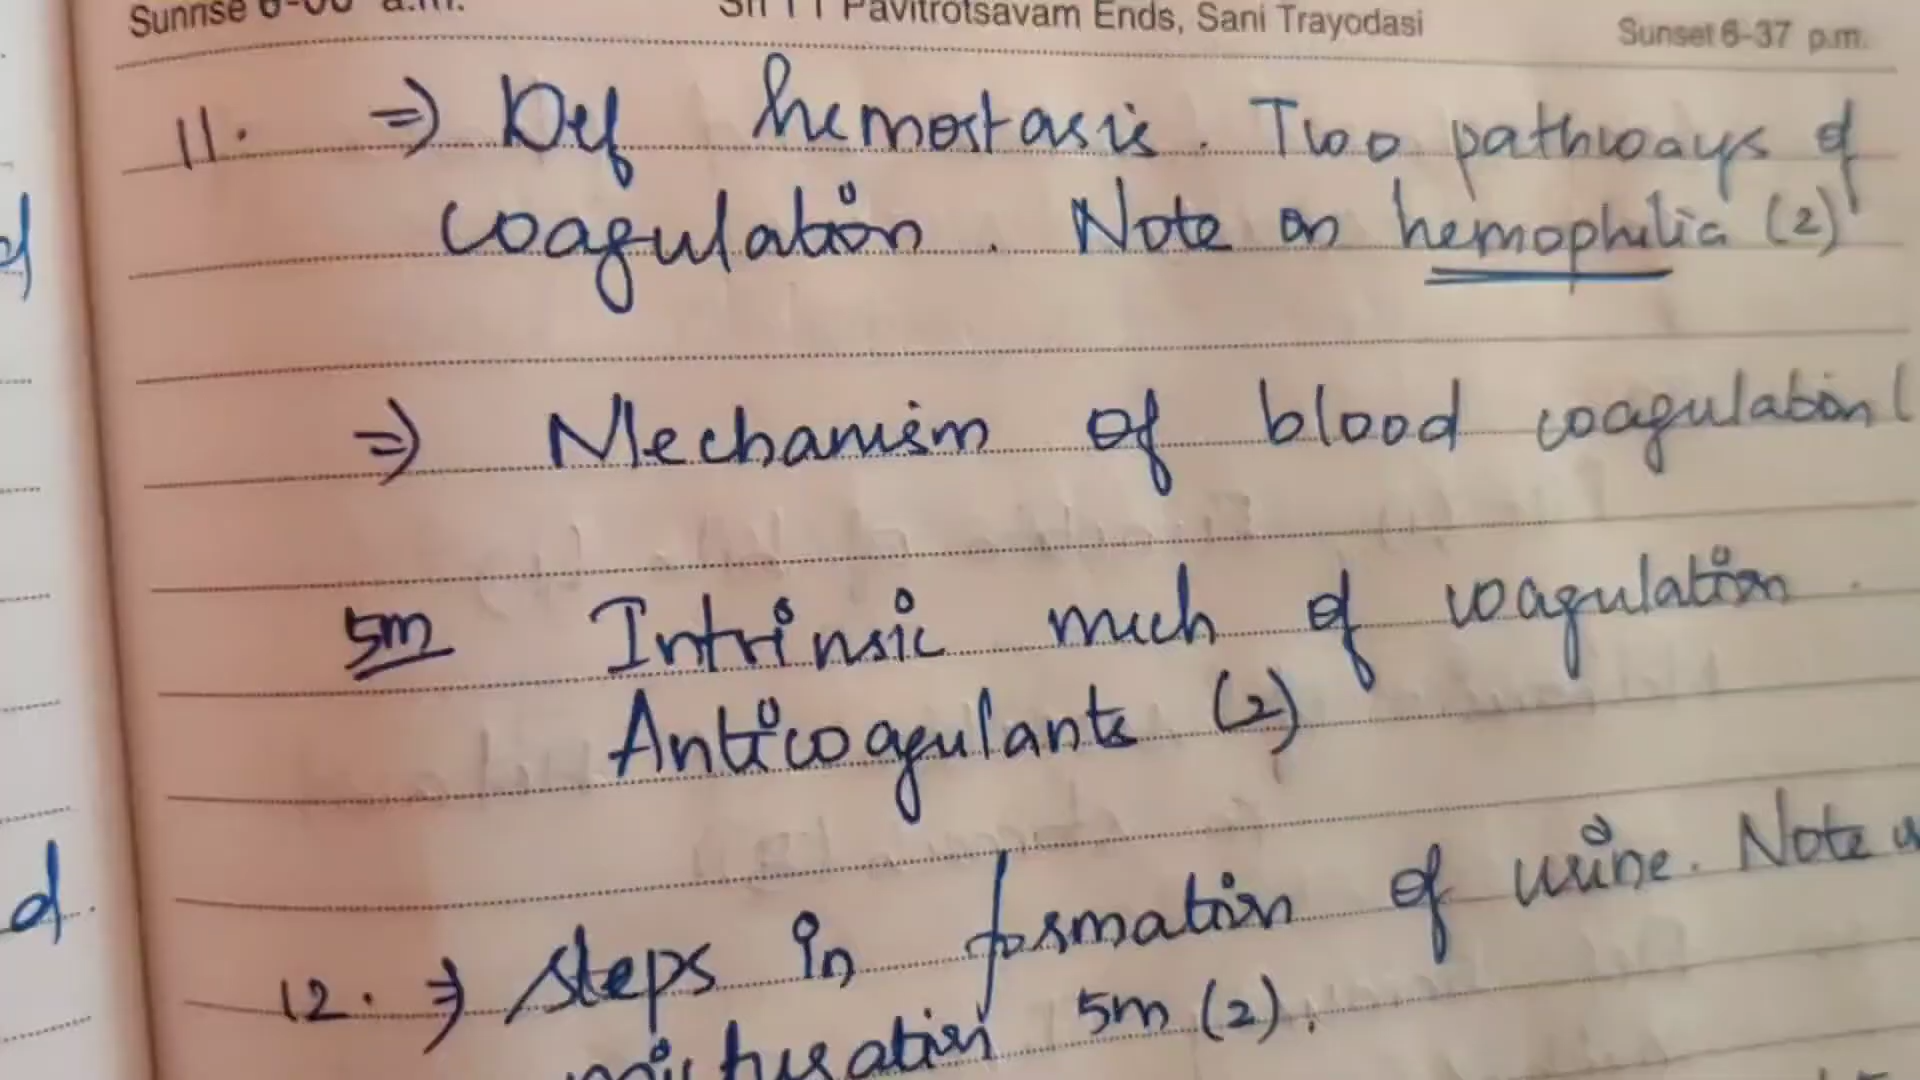 Sunrise 6-00 a.m. Sri T T Pavitrotsavam Ends, Sani Trayodasi Sunset 6-37 p.m.
11. ⇒ Def hemostasis. Two pathways of
coagulation. Note on hemophilia (2)
⇒ Mechanism of blood coagulation (
5m Intrinsic mech of coagulation.
Anticoagulants (2)
12. ⇒ Steps in formation of urine. Note
micturation 5m (2).